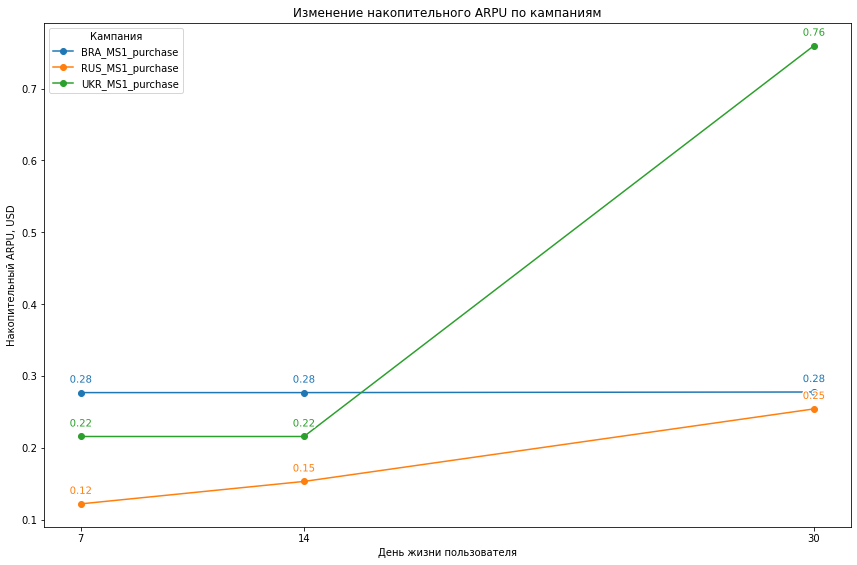 Изменение накопительного ARPU по кампаниям
Кампания
BRA_MS1_purchase
RUS_MS1_purchase
UKR_MS1_purchase
Накопительный ARPU, USD
0.7
0.6
0.5
0.4
0.3
0.2
0.1
0.76
0.28
0.28
0.28
0.25
0.22
0.22
0.15
0.12
7
14
30
День жизни пользователя